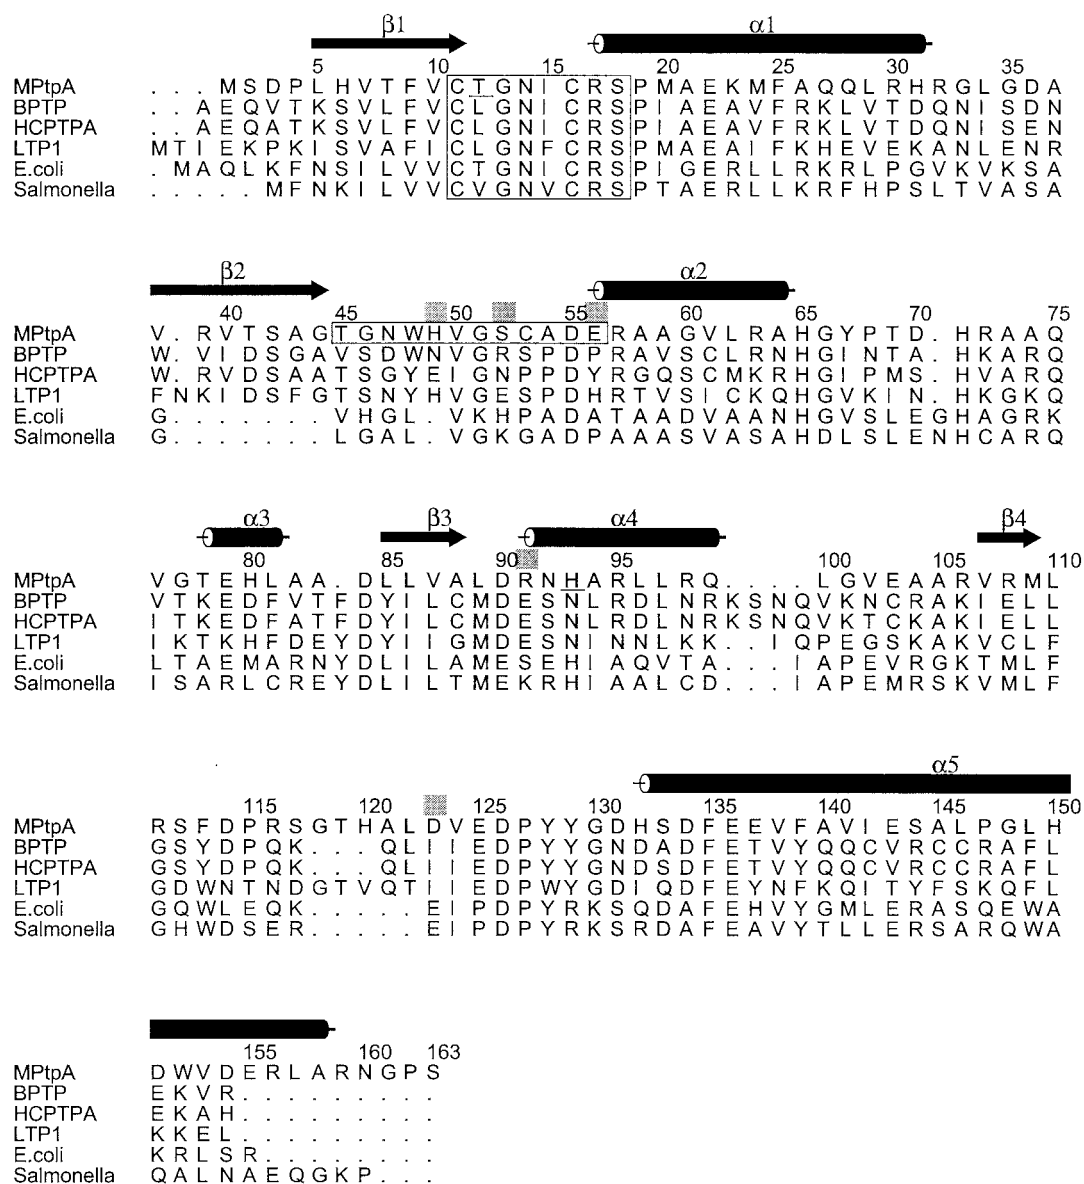 β1 α1
5 10 15 20 25 30 35
MPtpA . . . M S D P L H V T F V C T G N I C R S P M A E K M F A Q Q L R H R G L G D A
BPTP . . A E Q V T K S V L F V C L G N I C R S P I A E A V F R K L V T D Q N I S D N
HCPTPA . . A E Q A T K S V L F V C L G N I C R S P I A E A V F R K L V T D Q N I S E N
LTP1 M T I E K P K I S V A F I C L G N F C R S P M A E A I F K H E V E K A N L E N R
E.coli . M A Q L K F N S I L V V C T G N I C R S P I G E R L L R K R L P G V K V K S A
Salmonella . . . . . M F N K I L V V C V G N V C R S P T A E R L L K R F H P S L T V A S A
β2 α2
40 45 50 55 60 65 70 75
MPtpA V . R V T S A G T G N W H V G S C A D E R A A G V L R A H G Y P T D . H R A A Q
BPTP W . V I D S G A V S D W N V G R S P D P R A V S C L R N H G I N T A . H K A R Q
HCPTPA W . R V D S A A T S G Y E I G N P P D Y R G Q S C M K R H G I P M S . H V A R Q
LTP1 F N K I D S F G T S N Y H V G E S P D H R T V S I C K Q H G V K I N . H K G K Q
E.coli G . . . . . . . V H G L . V K H P A D A T A A D V A A N H G V S L E G H A G R K
Salmonella G . . . . . . . L G A L . V G K G A D P A A A S V A S A H D L S L E N H C A R Q
α3 β3 α4 β4
80 85 90 95 100 105 110
MPtpA V G T E H L A A . D L L V A L D R N H A R L L R Q . . . . L G V E A A R V R M L
BPTP V T K E D F V T F D Y I L C M D E S N L R D L N R K S N Q V K N C R A K I E L L
HCPTPA I T K E D F A T F D Y I L C M D E S N L R D L N R K S N Q V K T C K A K I E L L
LTP1 I K T K H F D E Y D Y I I G M D E S N I N N L K K . . I Q P E G S K A K V C L F
E.coli L T A E M A R N Y D L I L A M E S E H I A Q V T A . . . I A P E V R G K T M L F
Salmonella I S A R L C R E Y D L I L T M E K R H I A A L C D . . . I A P E M R S K V M L F
α5
115 120 125 130 135 140 145 150
MPtpA R S F D P R S G T H A L D V E D P Y Y G D H S D F E E V F A V I E S A L P G L H
BPTP G S Y D P Q K . . . Q L I I E D P Y Y G N D A D F E T V Y Q Q C V R C C R A F L
HCPTPA G S Y D P Q K . . . Q L I I E D P Y Y G N D S D F E T V Y Q Q C V R C C R A F L
LTP1 G D W N T N D G T V Q T I I E D P W Y G D I Q D F E Y N F K Q I T Y F S K Q F L
E.coli G Q W L E Q K . . . . . E I P D P Y R K S Q D A F E H V Y G M L E R A S Q E W A
Salmonella G H W D S E R . . . . . E I P D P Y R K S R D A F E A V Y T L L E R S A R Q W A
155 160 163
MPtpA D W V D E R L A R N G P S
BPTP E K V R . . . . . . . . .
HCPTPA E K A H . . . . . . . . .
LTP1 K K E L . . . . . . . . .
E.coli K R L S R . . . . . . . .
Salmonella Q A L N A E Q G K P . . .